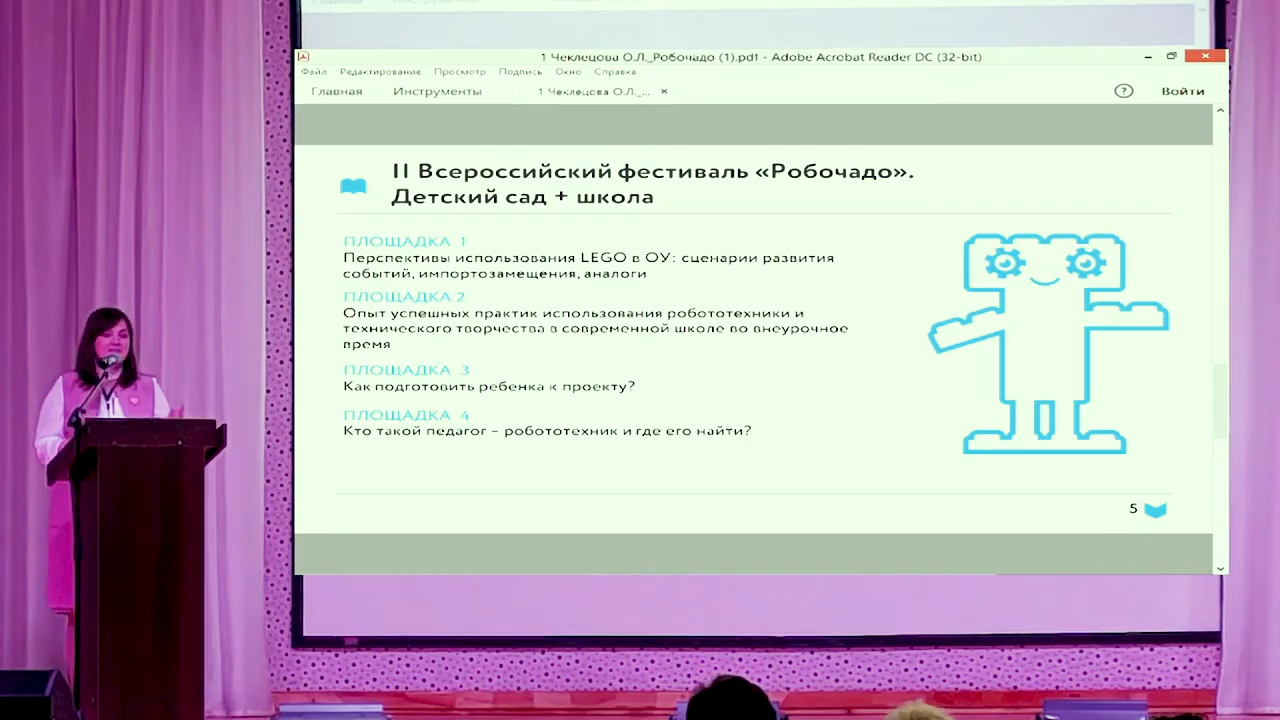 1 Чеклецова О.Л._Робочадо (1).pdf - Adobe Acrobat Reader DC (32-bit)
Файл Редактирование Просмотр Подпись Окно Справка
Главная Инструменты 1 Чеклецова О.Л._... × ? Войти
II Всероссийский фестиваль «Робочадо».
Детский сад + школа
ПЛОЩАДКА 1
Перспективы использования LEGO в ОУ: сценарии развития
событий, импортозамещения, аналоги
ПЛОЩАДКА 2
Опыт успешных практик использования робототехники и
технического творчества в современной школе во внеурочное
время
ПЛОЩАДКА 3
Как подготовить ребенка к проекту?
ПЛОЩАДКА 4
Кто такой педагог – робототехник и где его найти?
5